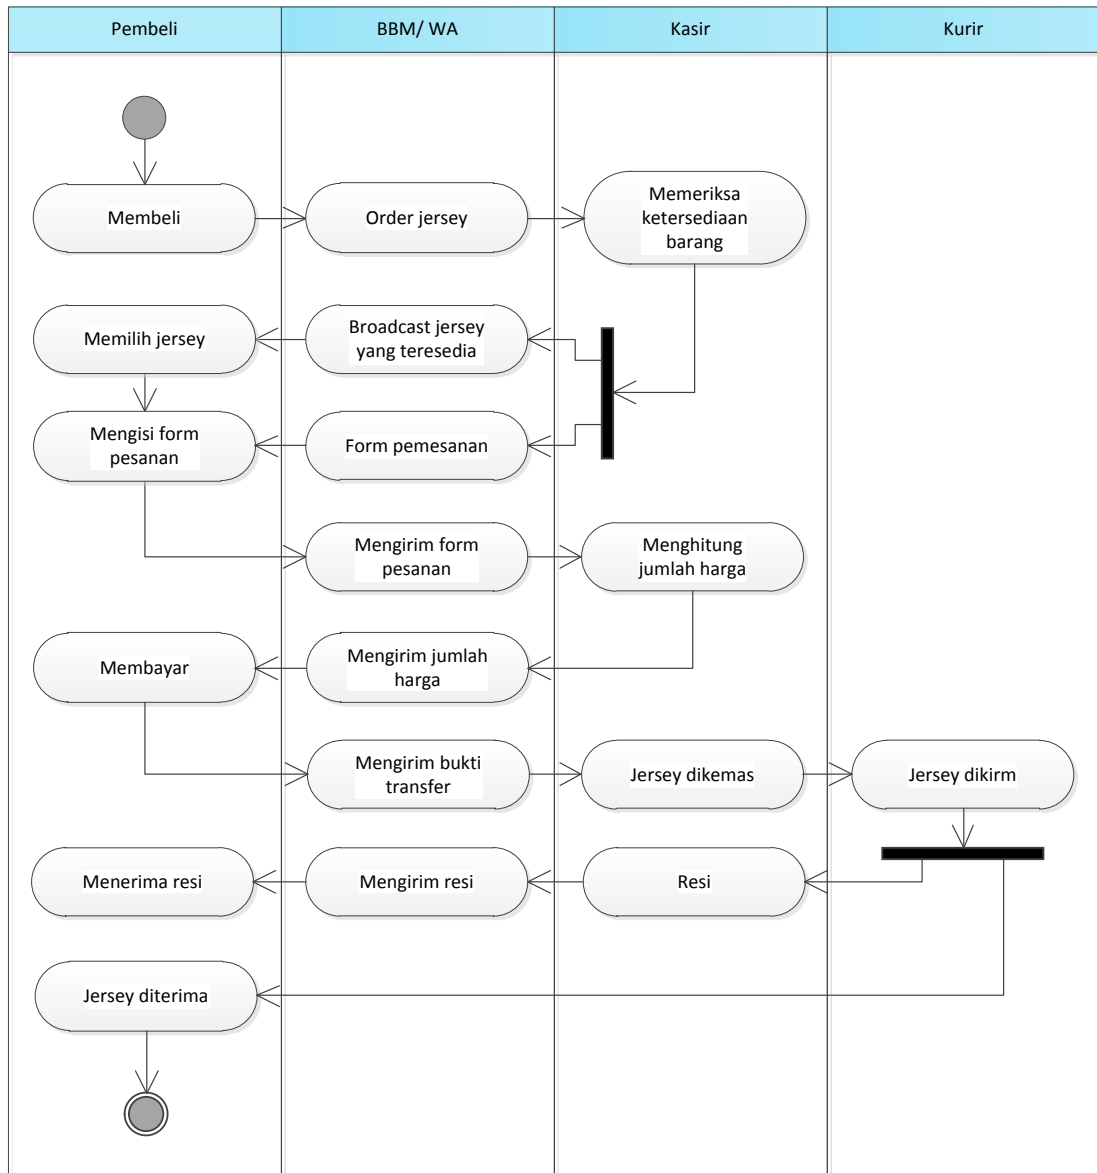 Pembeli
BBM/ WA
Kasir
Kurir
Membeli
Order jersey
Memeriksa
ketersediaan
barang
Memilih jersey
Broadcast jersey
yang teresedia
Mengisi form
pesanan
Form pemesanan
Mengirim form
pesanan
Menghitung
jumlah harga
Membayar
Mengirim jumlah
harga
Mengirim bukti
transfer
Jersey dikemas
Jersey dikirm
Menerima resi
Mengirim resi
Resi
Jersey diterima